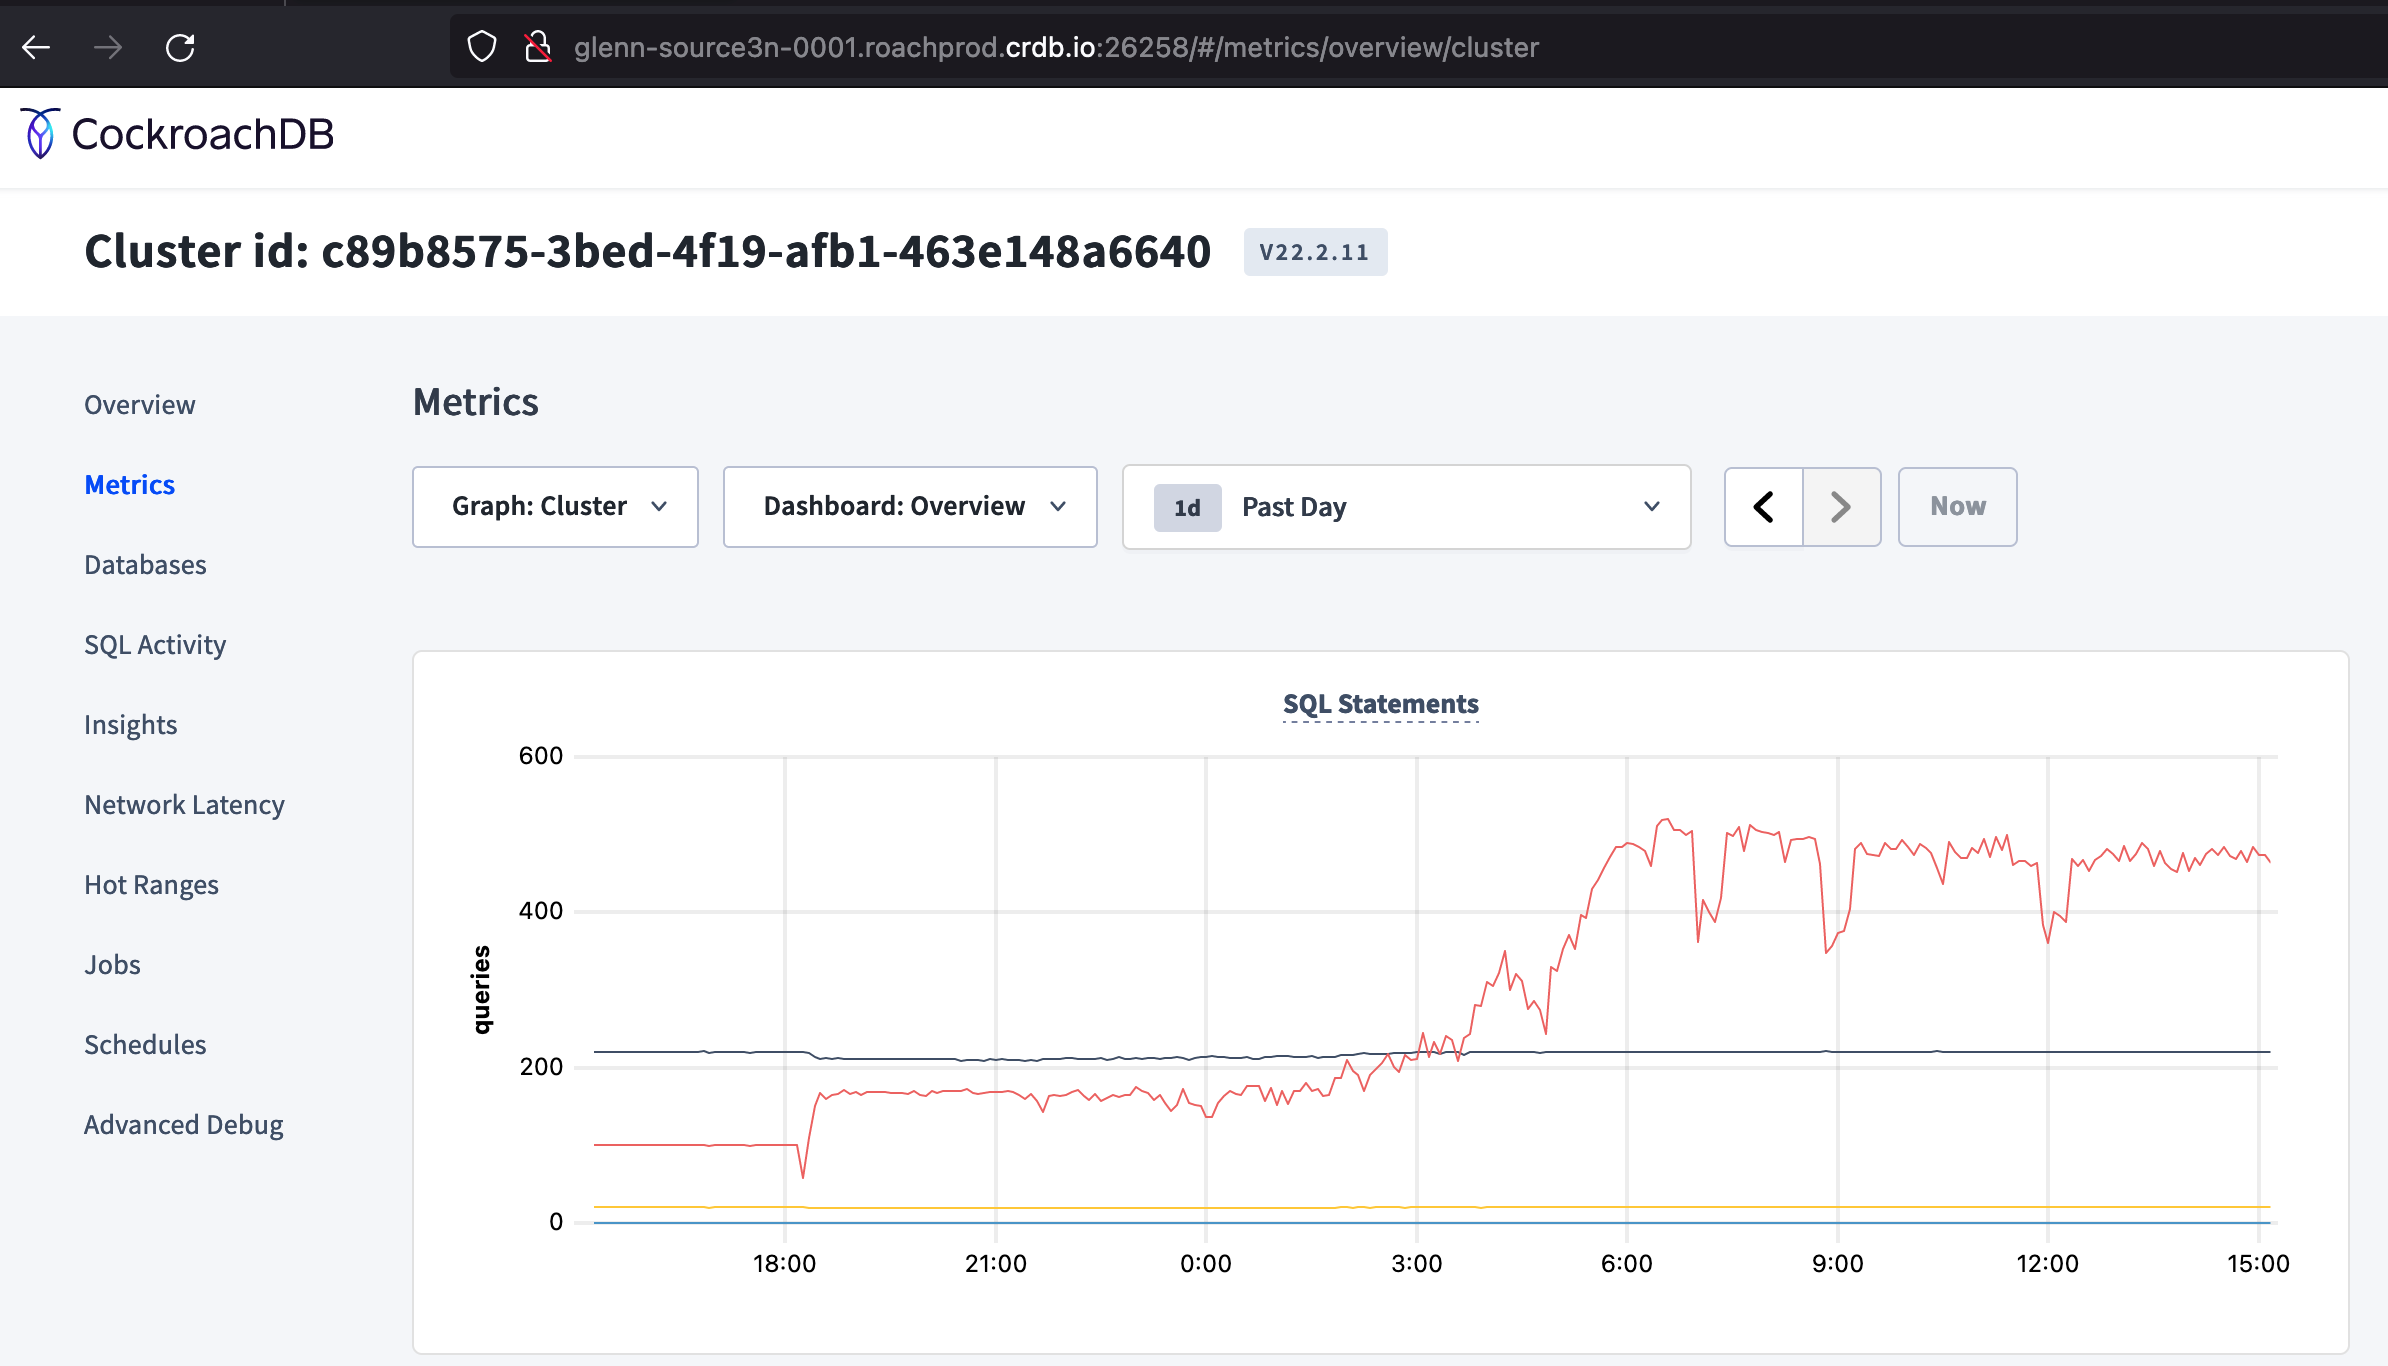 glenn-source3n-0001.roachprod.crdb.io:26258/#/metrics/overview/cluster
CockroachDB
Cluster id: c89b8575-3bed-4f19-afb1-463e148a6640 V22.2.11
Overview
Metrics
Databases
SQL Activity
Insights
Network Latency
Hot Ranges
Jobs
Schedules
Advanced Debug
Metrics
Graph: Cluster Dashboard: Overview 1d Past Day Now
SQL Statements
queries
600
400
200
0
18:00 21:00 0:00 3:00 6:00 9:00 12:00 15:00